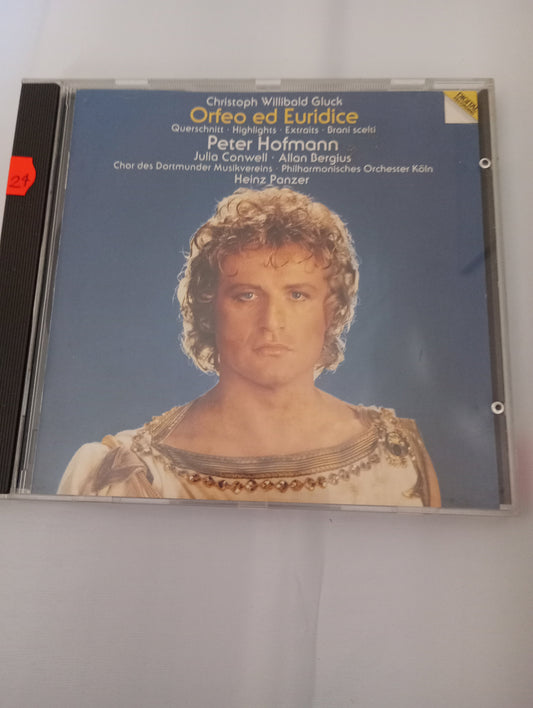 Christoph Willibald Gluck
Orfeo ed Euridice
Querschnitt · Highlights · Extraits · Brani scelti
Peter Hofmann
Julia Conwell · Allan Bergius
Chor des Dortmunder Musikvereins · Philharmonisches Orchester Köln
Heinz Panzer
DIGITAL
24